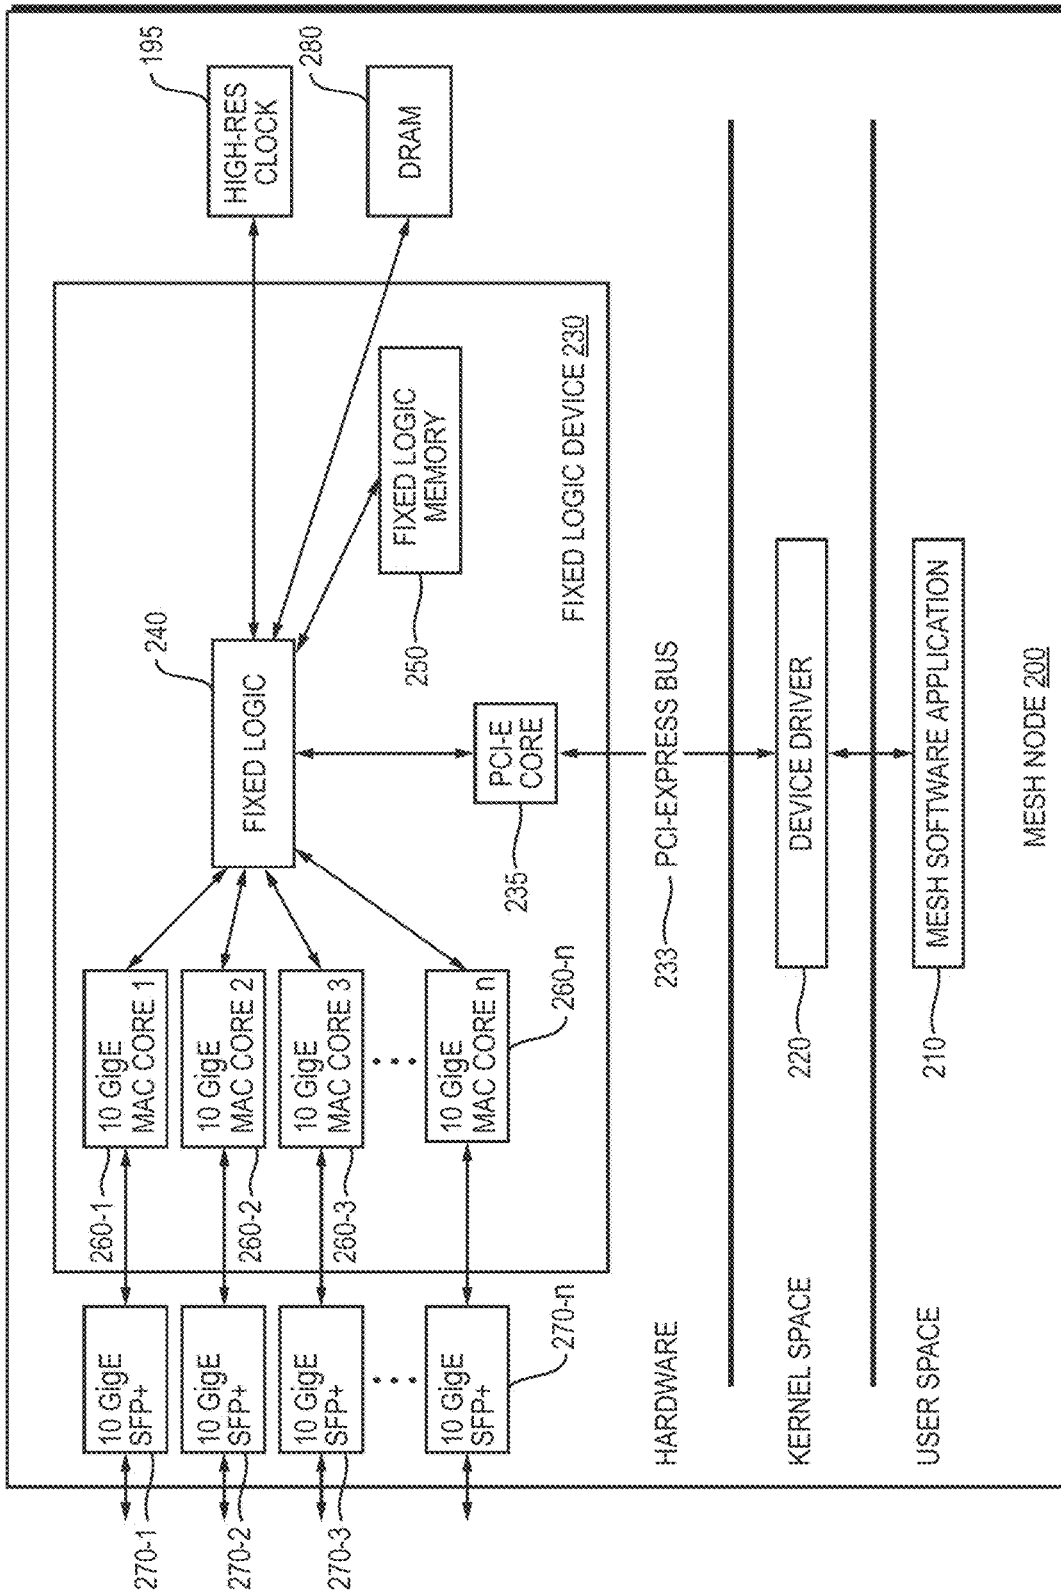 195
HIGH-RES
CLOCK
280
DRAM
240
FIXED LOGIC
FIXED LOGIC
MEMORY
250
FIXED LOGIC DEVICE 230
PCI-E
CORE
235
10 GigE
MAC CORE 1
260-1
10 GigE
MAC CORE 2
260-2
10 GigE
MAC CORE 3
260-3
10 GigE
MAC CORE n
260-n
10 GigE
SFP+
270-1
10 GigE
SFP+
270-2
10 GigE
SFP+
270-3
10 GigE
SFP+
270-n
HARDWARE
233
PCI-EXPRESS BUS
KERNEL SPACE
220
DEVICE DRIVER
USER SPACE
210
MESH SOFTWARE APPLICATION
MESH NODE 200